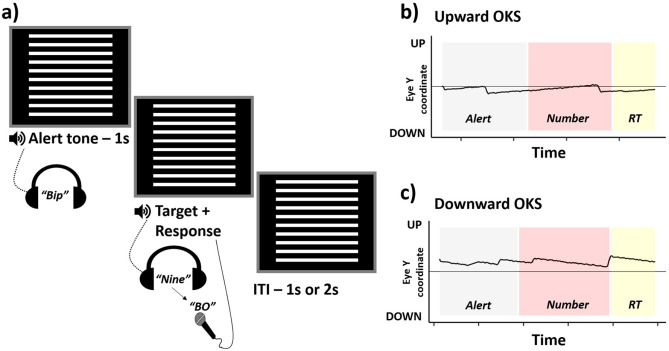 a)
Alert tone – 1s
“Bip”
Target +
Response
“Nine”
“BO”
ITI – 1s or 2s
b) Upward OKS
UP
Eye Y
coordinate
DOWN
Alert Number RT
Time
c) Downward OKS
UP
Eye Y
coordinate
DOWN
Alert Number RT
Time